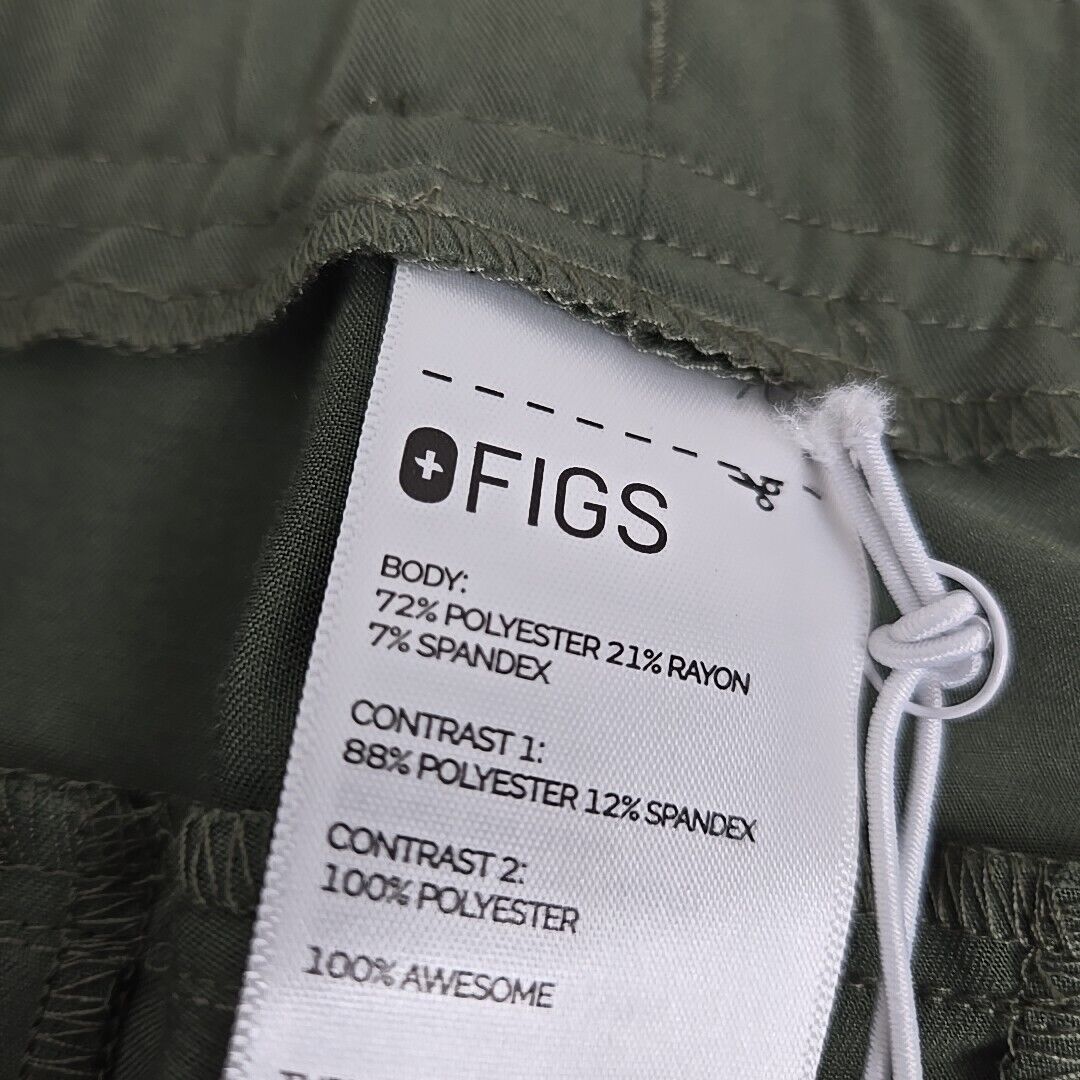 FIGS
BODY:
72% POLYESTER 21% RAYON
7% SPANDEX
CONTRAST 1:
88% POLYESTER 12% SPANDEX
CONTRAST 2:
100% POLYESTER
100% AWESOME